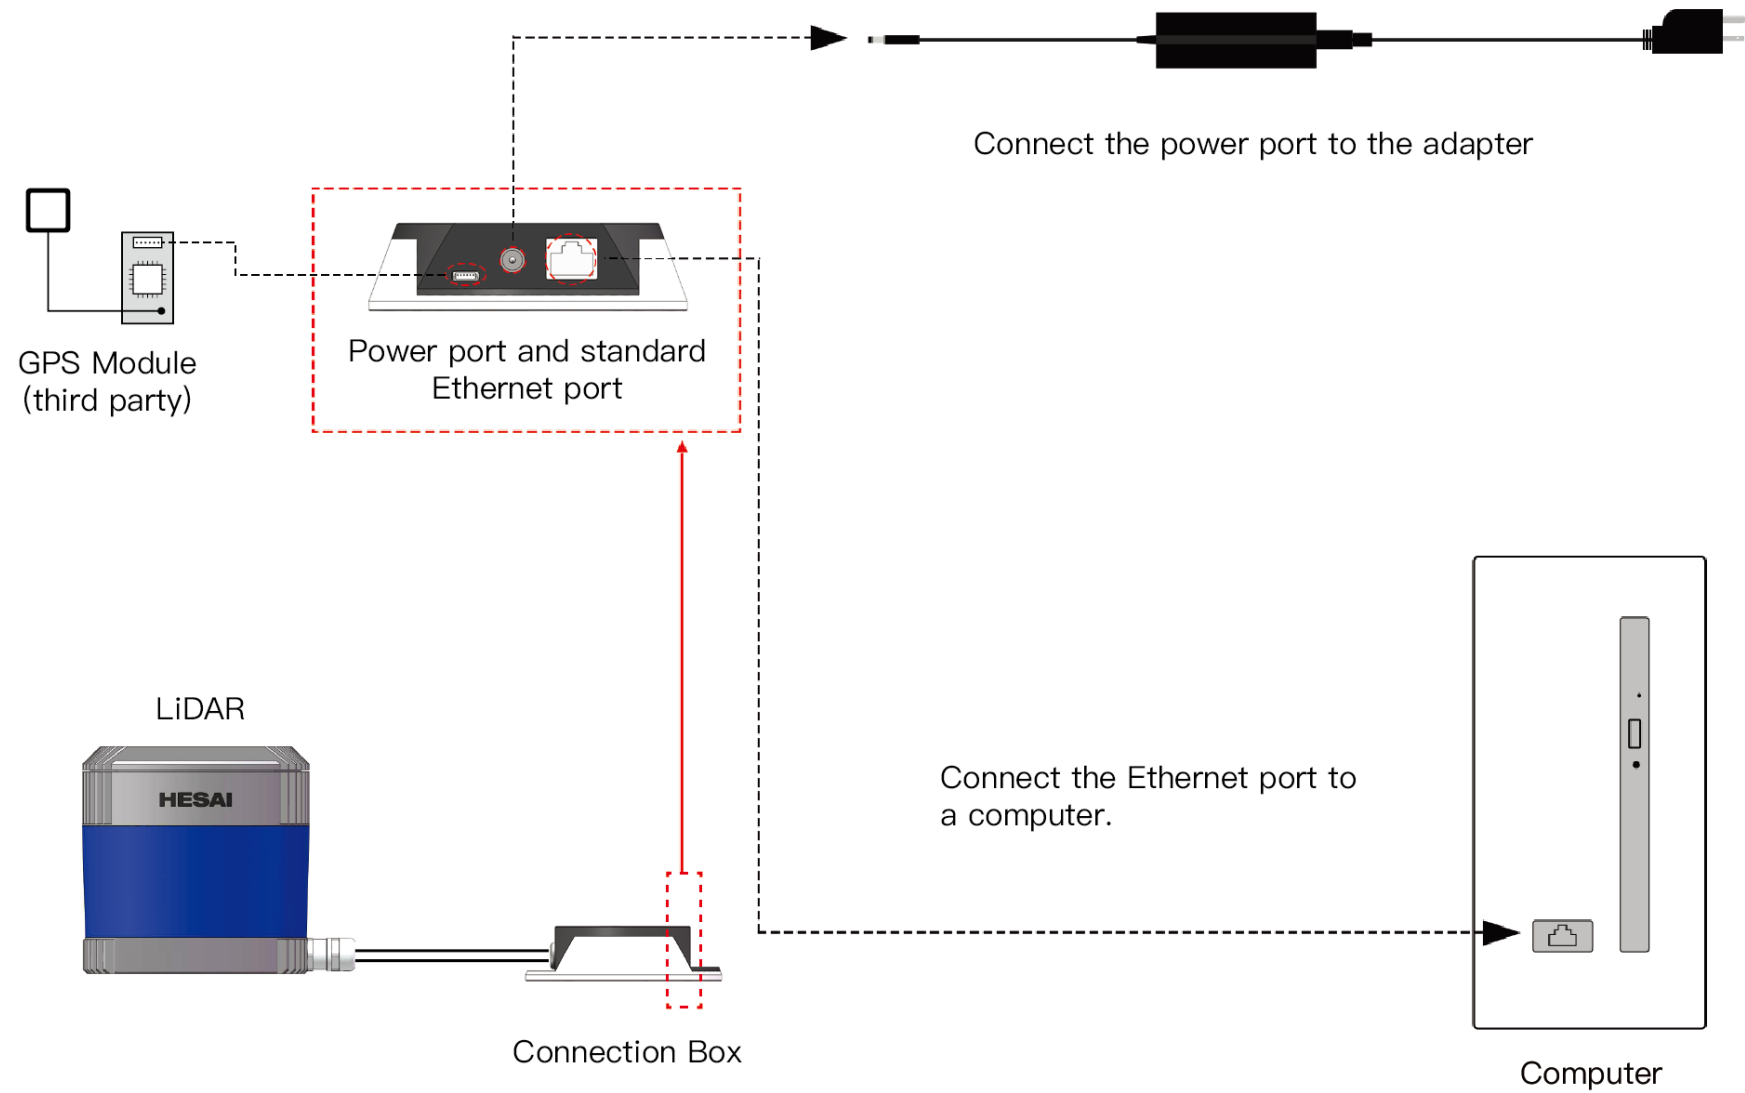 Connect the power port to the adapter
GPS Module
(third party)
Power port and standard
Ethernet port
LiDAR
HESAI
Connect the Ethernet port to
a computer.
Connection Box
Computer